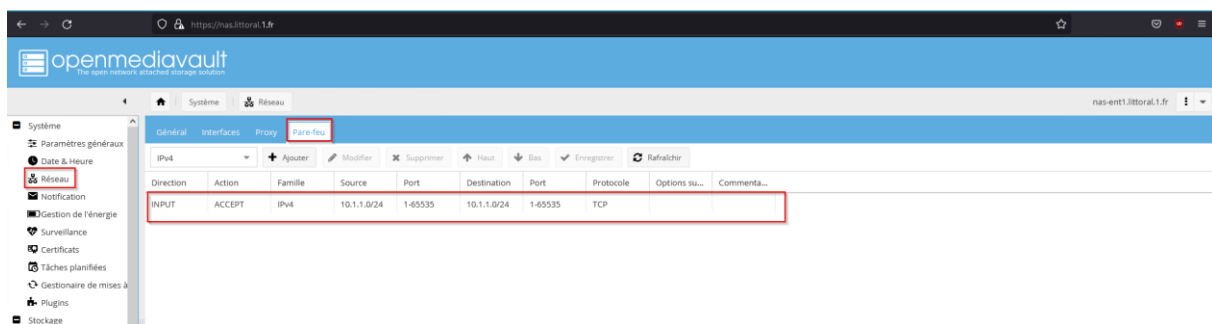 https://nas.littoral.1.fr
openmediavault
The open network attached storage solution
Système Réseau nas-ent1.littoral.1.fr
Système
Paramètres généraux
Date & Heure
Réseau
Notification
Gestion de l'énergie
Surveillance
Certificats
Tâches planifiées
Gestionaire de mises à
Plugins
Stockage
Général Interfaces Proxy Pare-feu
IPv4 Ajouter Modifier Supprimer Haut Bas Enregistrer Rafraîchir
Direction Action Famille Source Port Destination Port Protocole Options su... Commenta...
INPUT ACCEPT IPv4 10.1.1.0/24 1-65535 10.1.1.0/24 1-65535 TCP